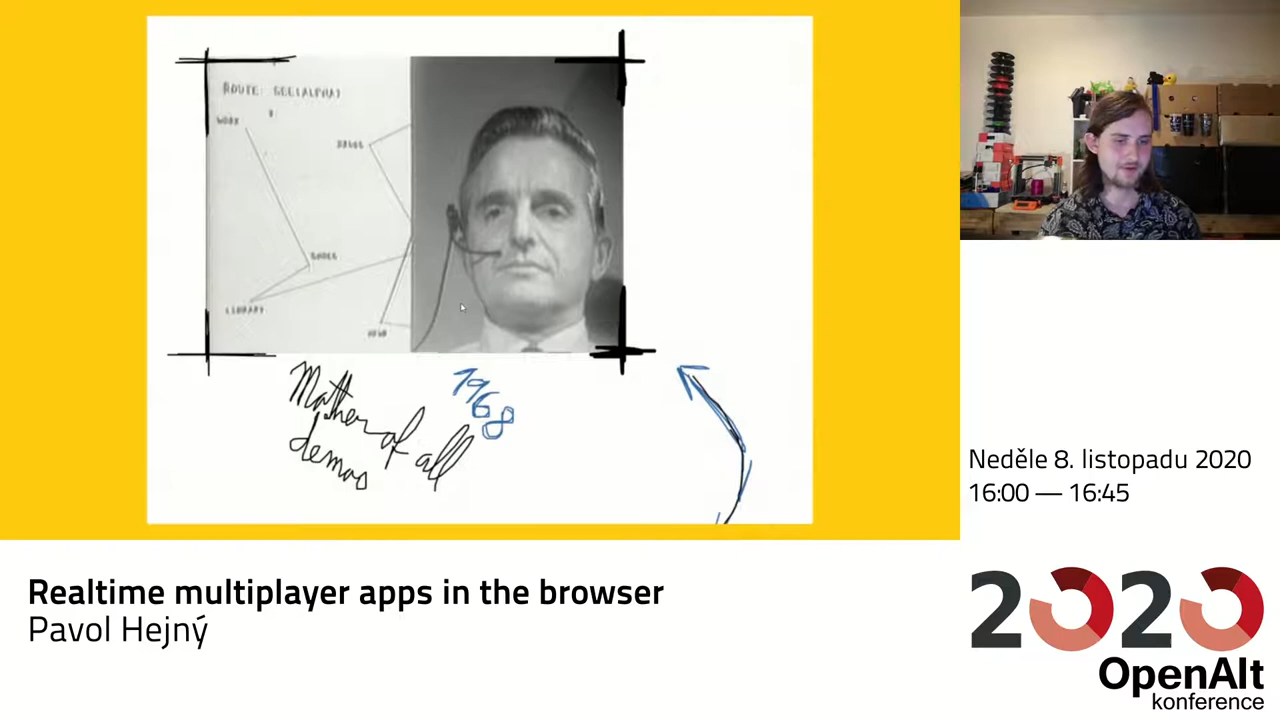 ROUTE:
WORK
LIBRARY
1968
Mother of all
demos
Neděle 8. listopadu 2020
16:00 — 16:45
Realtime multiplayer apps in the browser
Pavol Hejný
2020
OpenAlt
konference